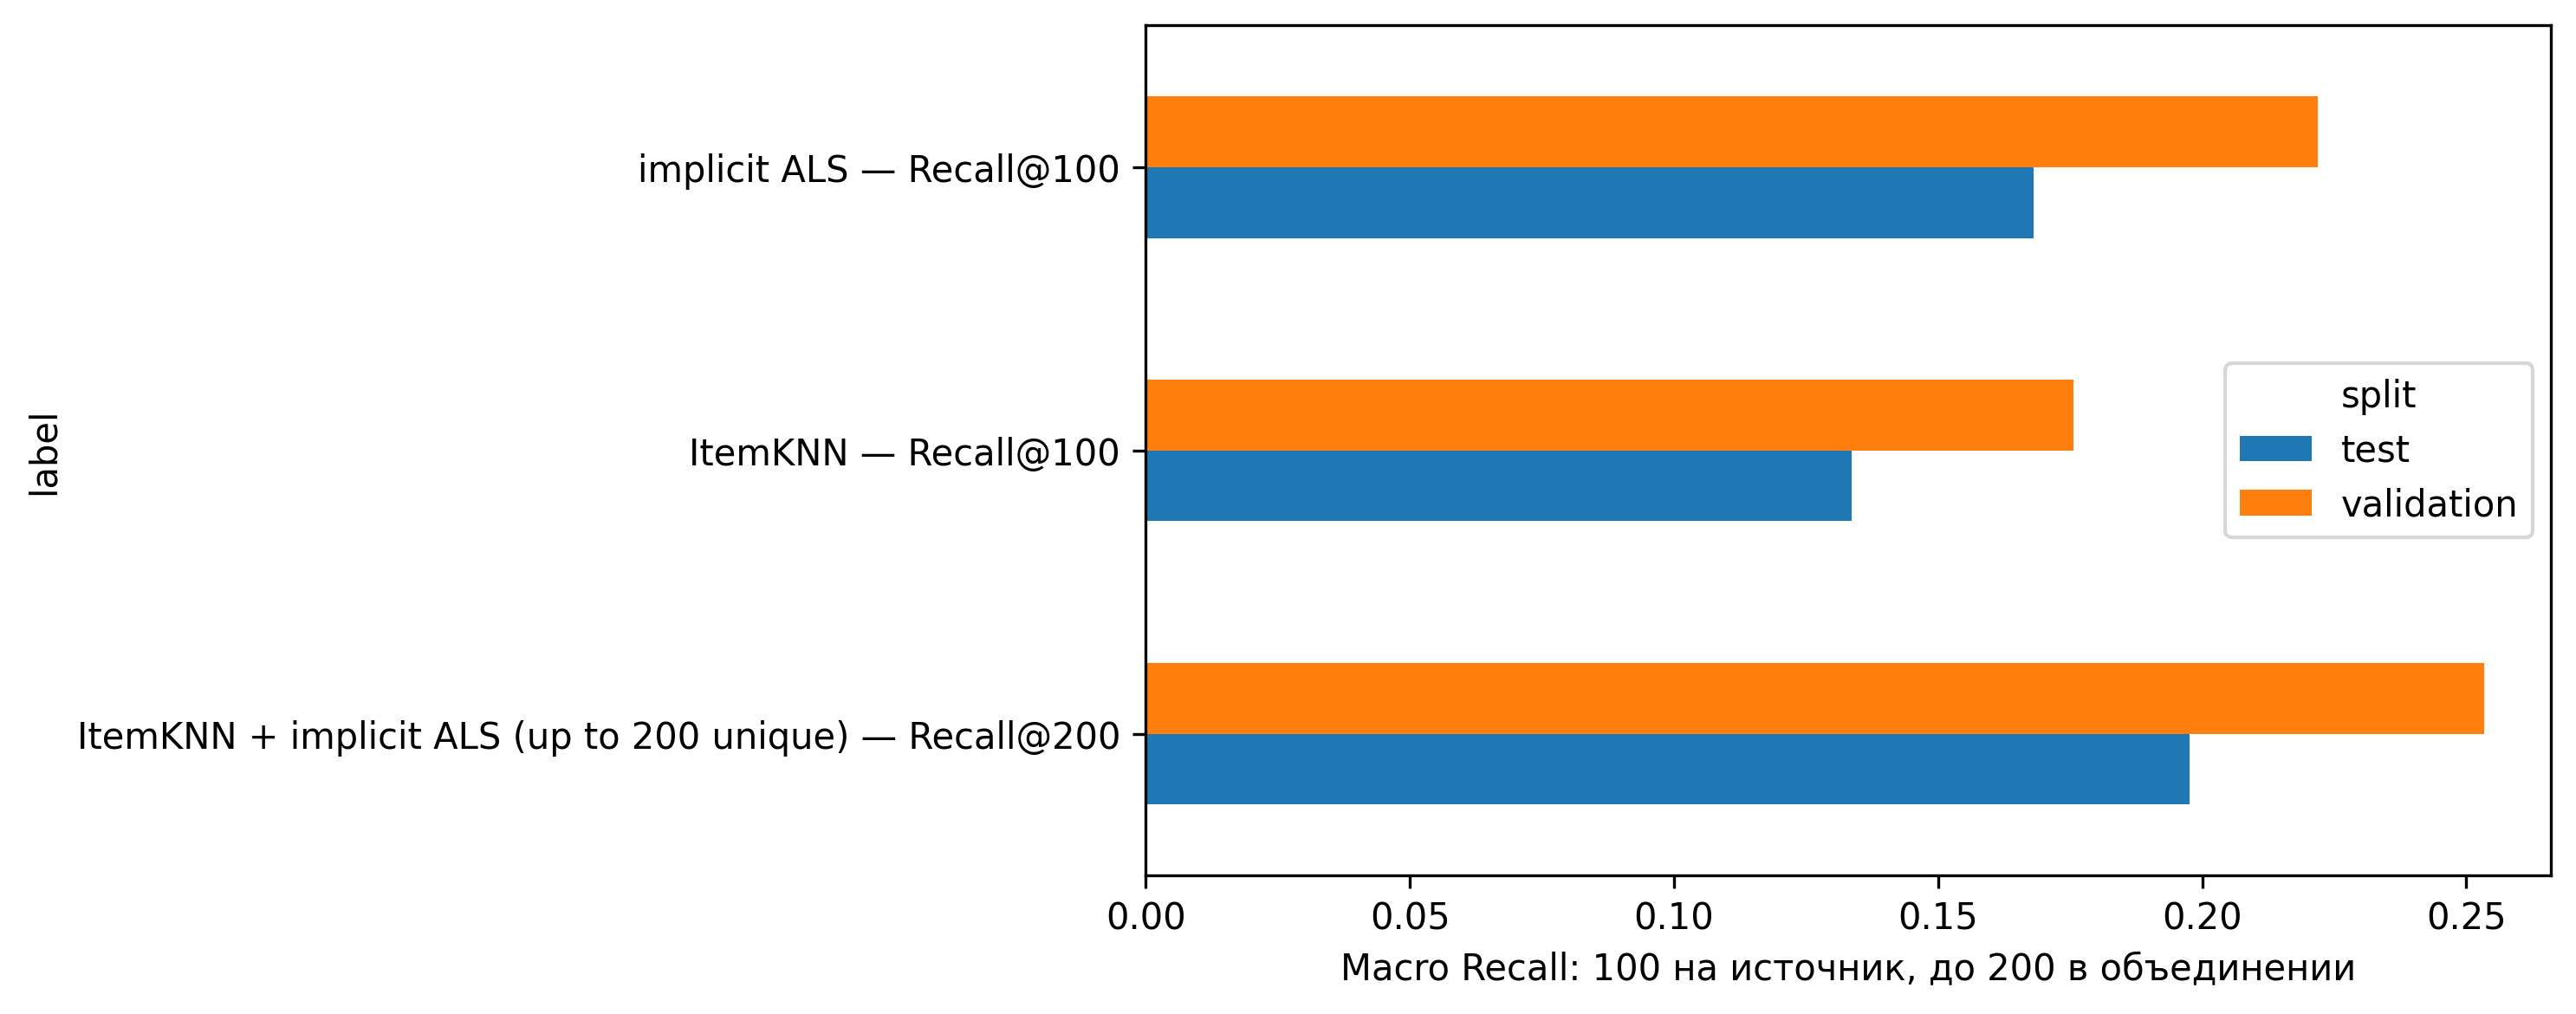 implicit ALS — Recall@100
ItemKNN — Recall@100
ItemKNN + implicit ALS (up to 200 unique) — Recall@200
label
split
test
validation
0.00 0.05 0.10 0.15 0.20 0.25
Macro Recall: 100 на источник, до 200 в объединении